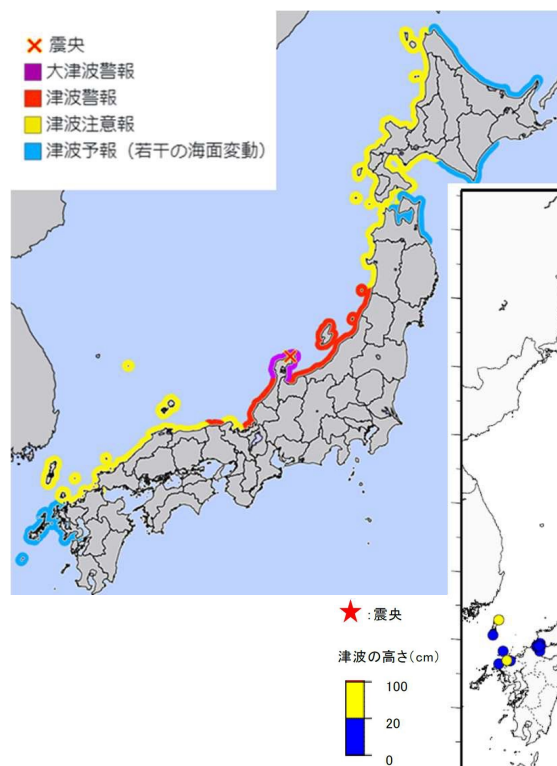 震央
大津波警報
津波警報
津波注意報
津波予報（若干の海面変動）
:震央
津波の高さ(cm)
100
20
0